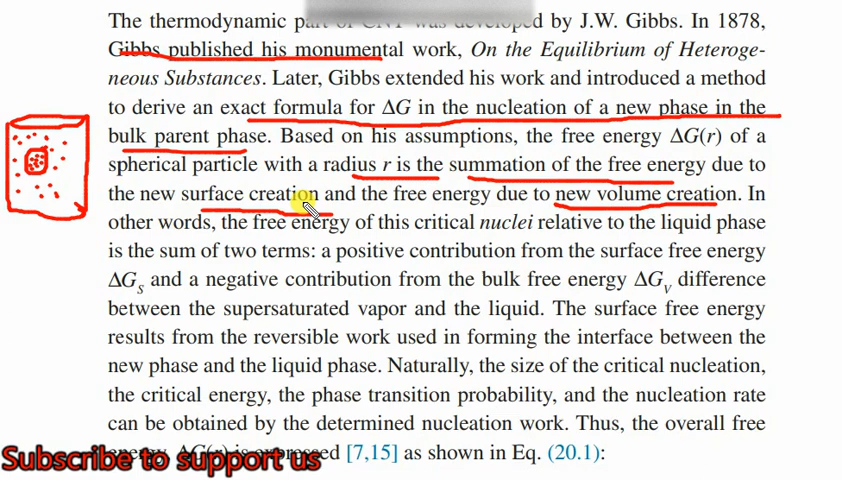 The thermodynamic part of CNT was developed by J.W. Gibbs. In 1878,
Gibbs published his monumental work, On the Equilibrium of Heteroge-
neous Substances. Later, Gibbs extended his work and introduced a method
to derive an exact formula for ΔG in the nucleation of a new phase in the
bulk parent phase. Based on his assumptions, the free energy ΔG(r) of a
spherical particle with a radius r is the summation of the free energy due to
the new surface creation and the free energy due to new volume creation. In
other words, the free energy of this critical nuclei relative to the liquid phase
is the sum of two terms: a positive contribution from the surface free energy
ΔGS and a negative contribution from the bulk free energy ΔGV difference
between the supersaturated vapor and the liquid. The surface free energy
results from the reversible work used in forming the interface between the
new phase and the liquid phase. Naturally, the size of the critical nucleation,
the critical energy, the phase transition probability, and the nucleation rate
can be obtained by the determined nucleation work. Thus, the overall free
energy, ΔG(r) is expressed [7,15] as shown in Eq. (20.1):
Subscribe to support us